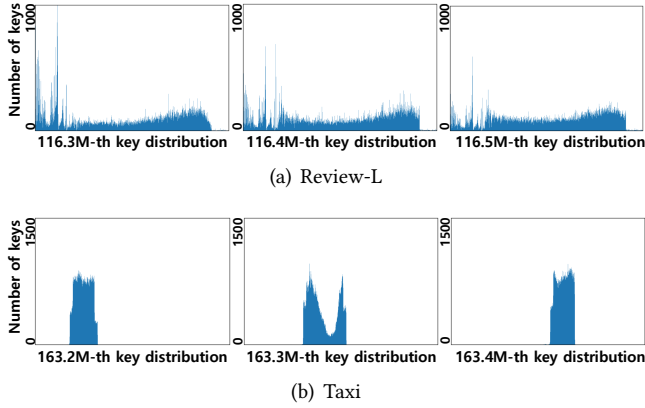 Number of keys
1000
0
1000
0
1000
0
116.3M-th key distribution
116.4M-th key distribution
116.5M-th key distribution
(a) Review-L
Number of keys
1500
0
1500
0
1500
0
163.2M-th key distribution
163.3M-th key distribution
163.4M-th key distribution
(b) Taxi